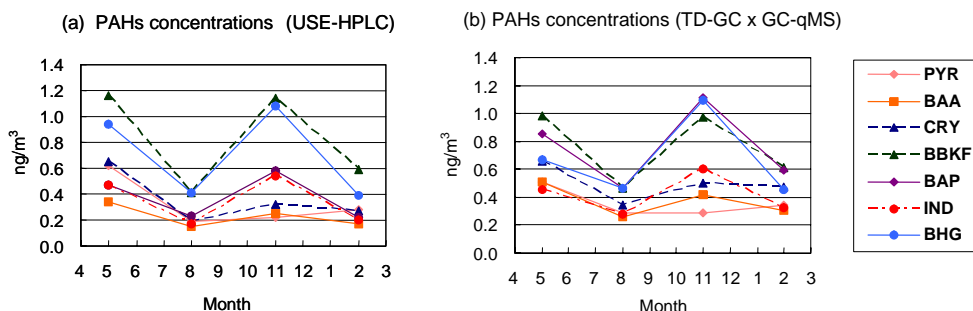 (a) PAHs concentrations (USE-HPLC)
1.4
1.2
1.0
0.8
0.6
0.4
0.2
0.0
ng/m³
4 5 6 7 8 9 10 11 12 1 2 3
Month
(b) PAHs concentrations (TD-GC x GC-qMS)
1.4
1.2
1.0
0.8
0.6
0.4
0.2
0.0
ng/m³
4 5 6 7 8 9 10 11 12 1 2 3
Month
PYR
BAA
CRY
BBKF
BAP
IND
BHG